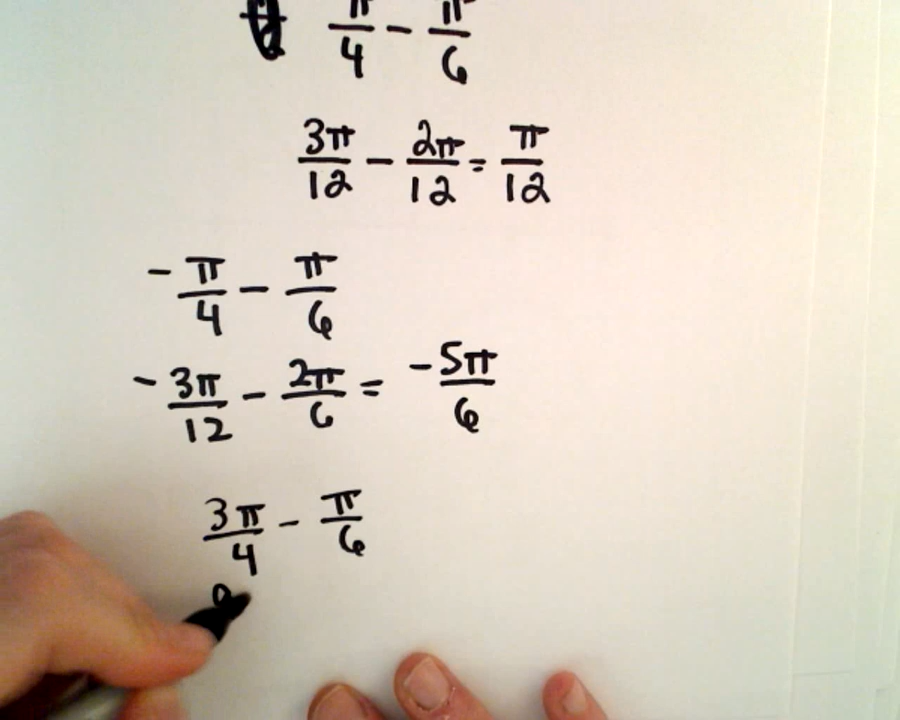 π/4 - π/6
3π/12 - 2π/12 = π/12
-π/4 - π/6
-3π/12 - 2π/6 = -5π/6
3π/4 - π/6